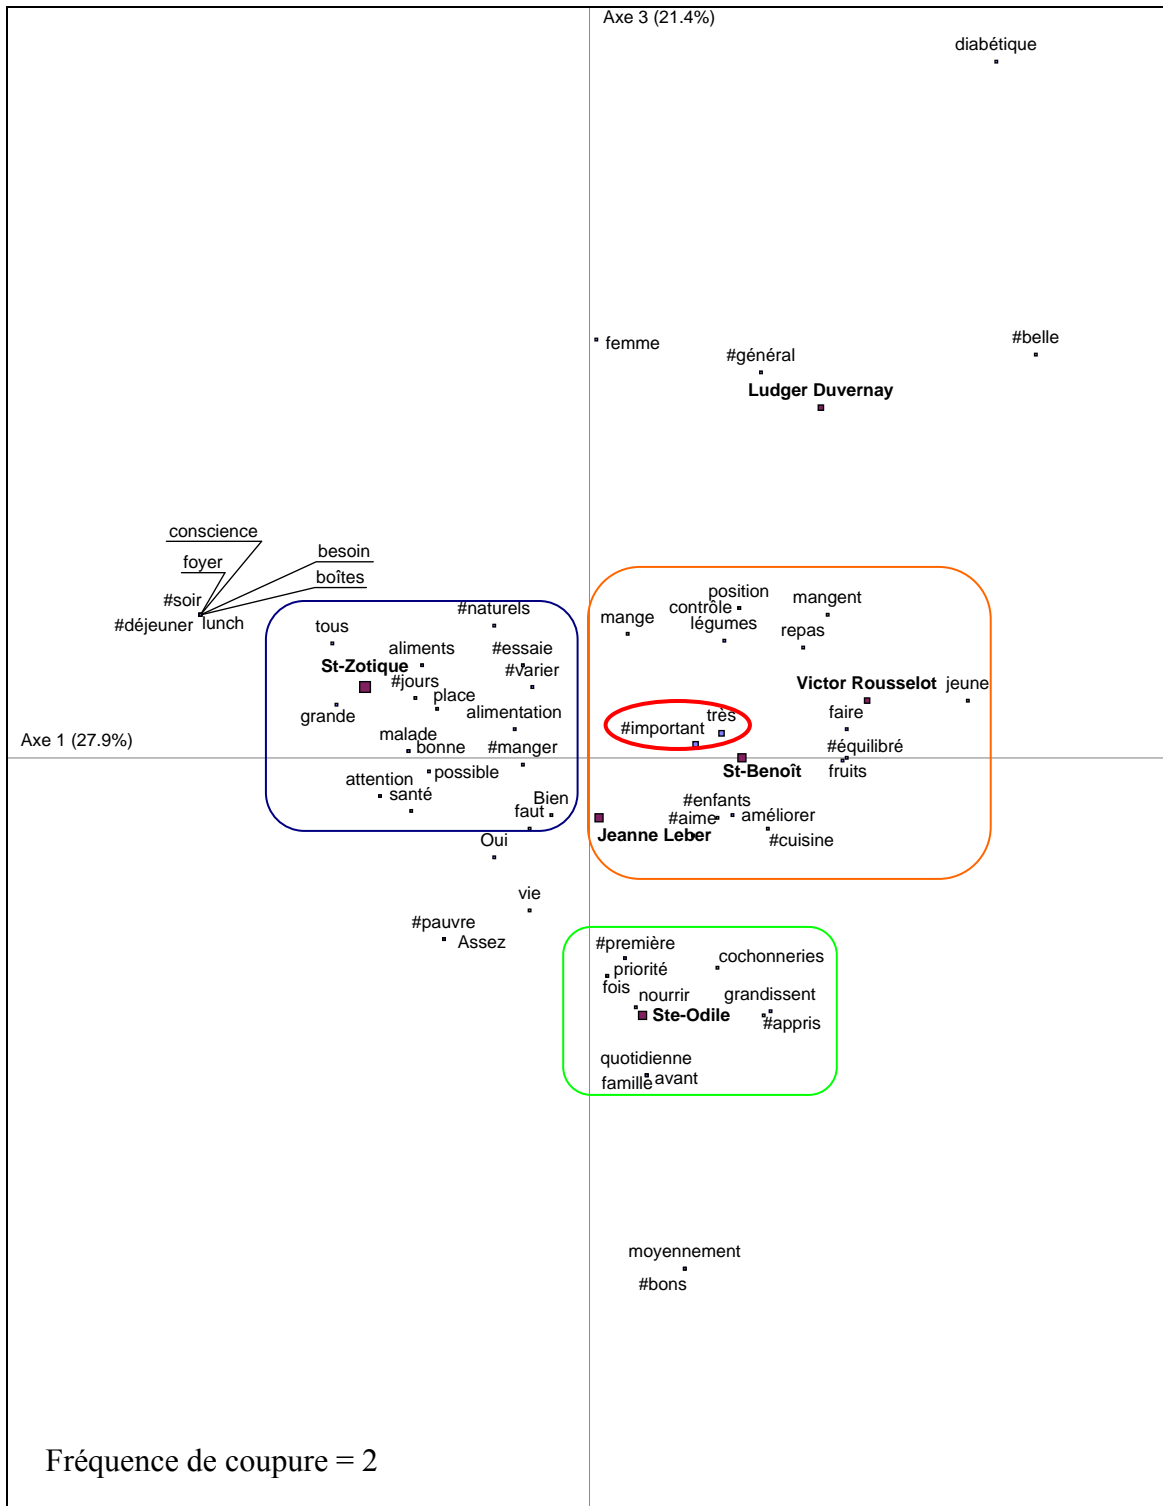 Axe 3 (21.4%)
diabétique
femme
#général
#belle
Ludger Duvernay
conscience
foyer
besoin
boîtes
#soir
#déjeuner
lunch
tous
#naturels
aliments
#essaie
St-Zotique
#varier
#jours
place
grande
alimentation
malade
bonne
#manger
attention
possible
santé
Bien
faut
position
mangent
mange
contrôle
légumes
repas
Victor Rousselot
jeune
très
#important
faire
#équilibré
St-Benoît
fruits
#enfants
#aime
améliorer
Jeanne Leber
#cuisine
Axe 1 (27.9%)
Oui
vie
#pauvre
Assez
#première
cochonneries
priorité
fois
nourrir
grandissent
Ste-Odile
#appris
quotidienne
famille
avant
moyennement
#bons
Fréquence de coupure = 2